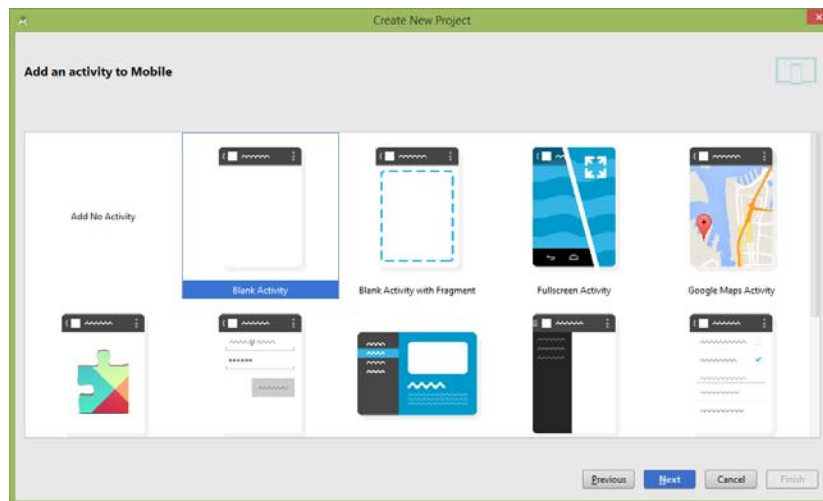 Create New Project
Add an activity to Mobile
Add No Activity
Blank Activity
Blank Activity with Fragment
Fullscreen Activity
Google Maps Activity
Previous
Next
Cancel
Finish